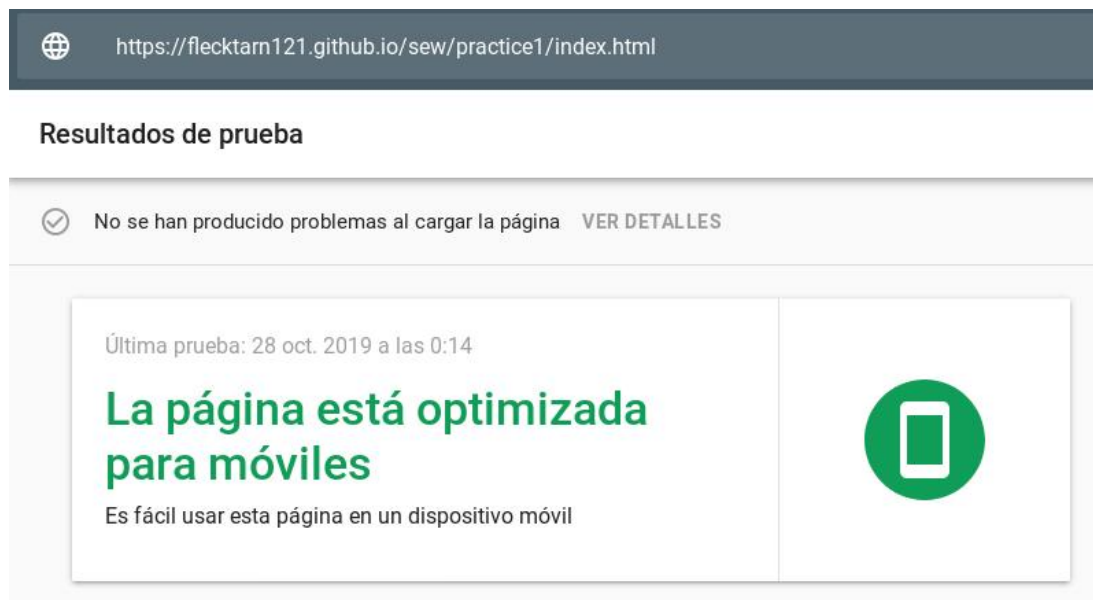 https://flecktarn121.github.io/sew/practice1/index.html
Resultados de prueba
No se han producido problemas al cargar la página VER DETALLES
Última prueba: 28 oct. 2019 a las 0:14
La página está optimizada
para móviles
Es fácil usar esta página en un dispositivo móvil